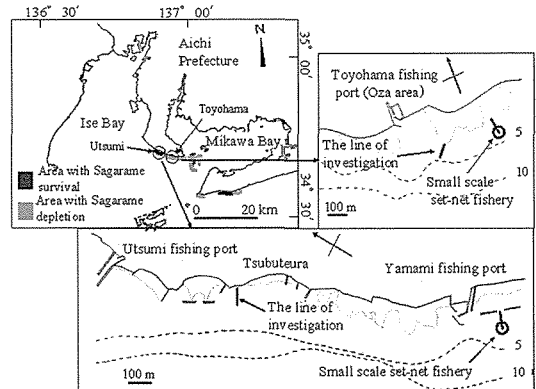 136° 30'
137° 00'
N
35° 00'
Aichi
Prefecture
Toyohama
Ise Bay
Mikawa Bay
Utsumi
Area with Sagarame
survival
Area with Sagarame
depletion
0 20 km
34° 30'
Toyohama fishing
port (Oza area)
The line of
investigation
5
10
Small scale
set-net fishery
100 m
Utsumi fishing port
Tsubuteura
Yamami fishing port
The line of
investigation
5
Small scale set-net fishery
10
100 m